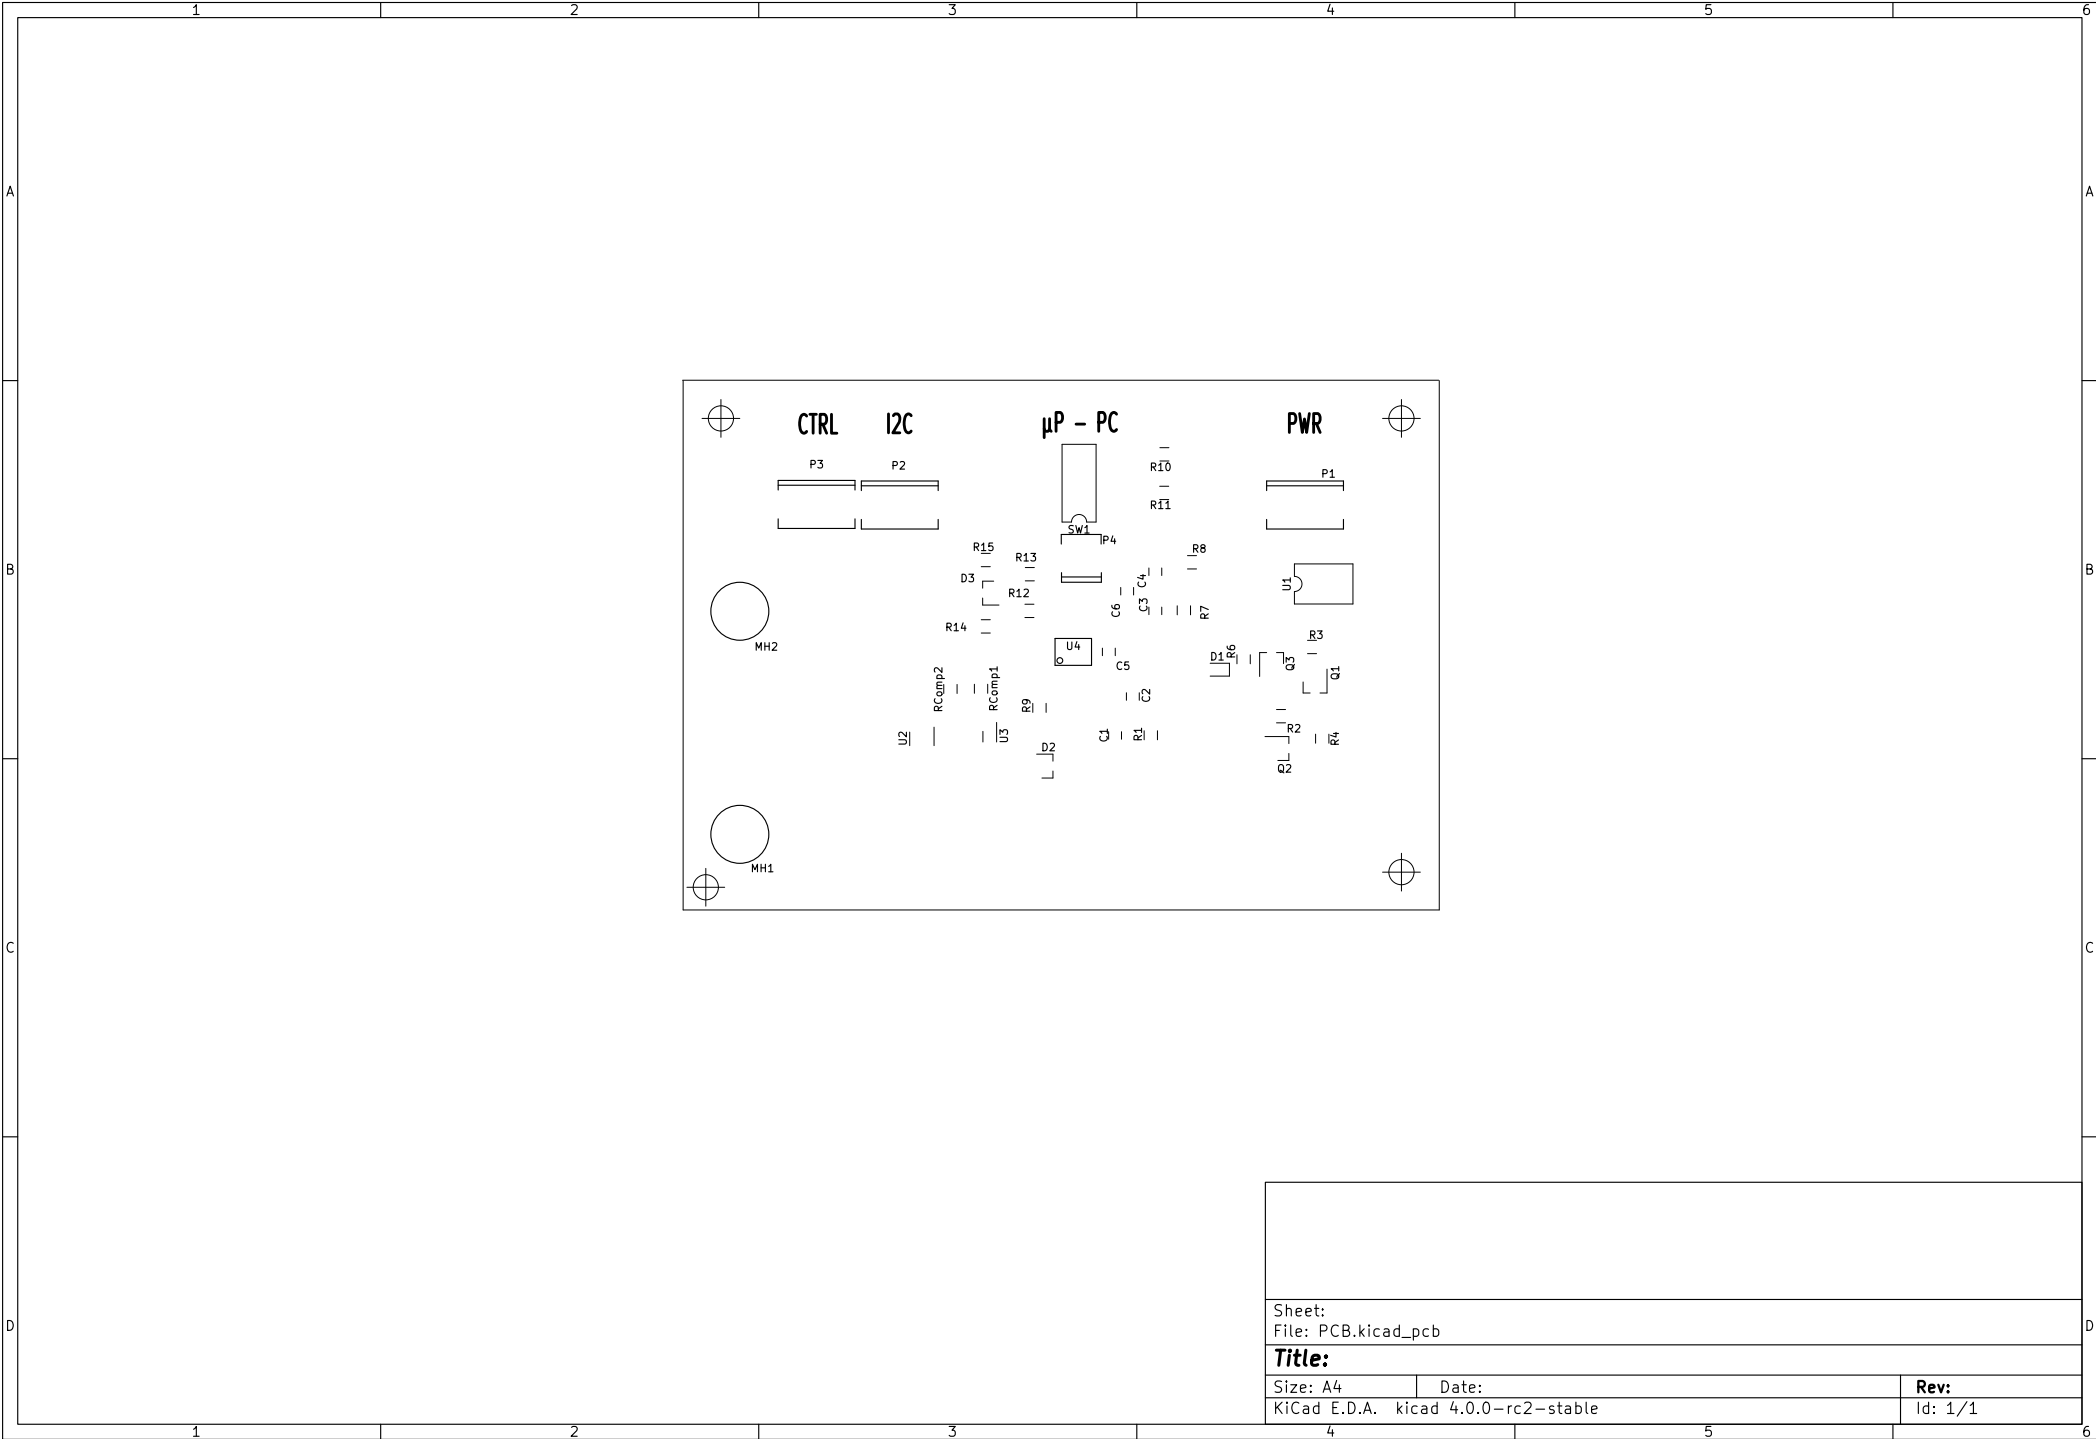 1 2 3 4 5 6
A A
CTRL I2C µP - PC PWR
P3 P2 P1
R10
R11
SW1
P4
R15 R13 R8
B D3 C4 U1 B
R12
C6 C3 R7
R14
MH2 U4 R3
C5 D1 R6 Q3 Q1
RComp2 RComp1
R9 C2
R2
U2 U3 C1 R1 R4
D2
Q2
MH1
C C
Sheet:
File: PCB.kicad_pcb
D D
Title:
Size: A4 Date: Rev:
KiCad E.D.A. kicad 4.0.0-rc2-stable Id: 1/1
1 2 3 4 5 6